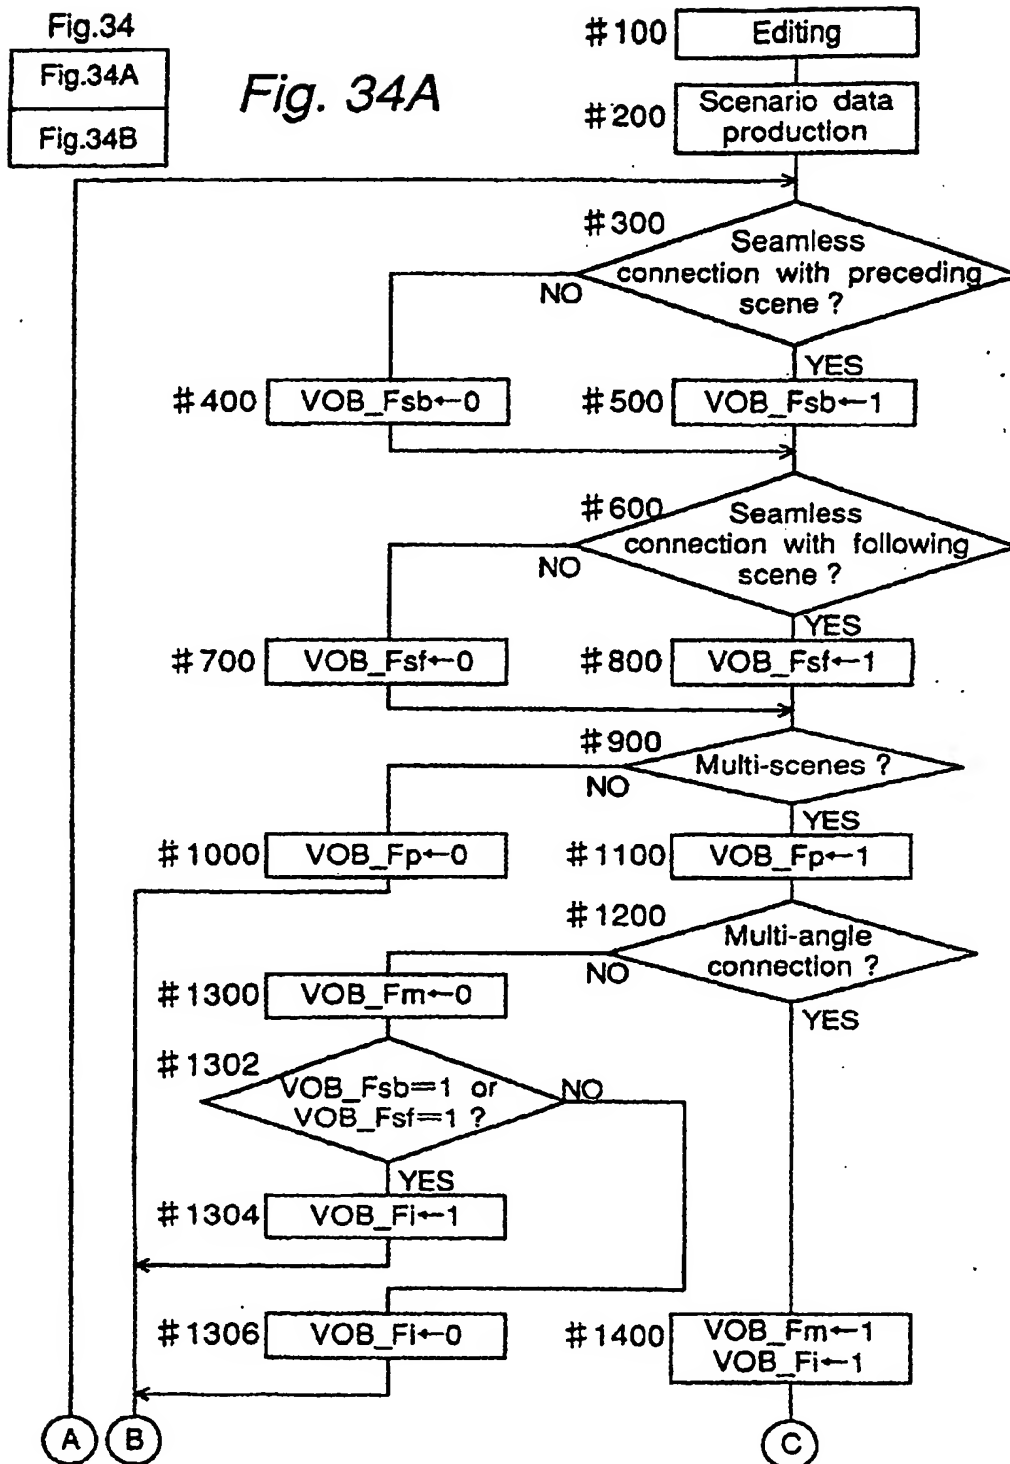 Fig.34
Fig.34A
Fig.34B
Fig. 34A
#100
Editing
#200
Scenario data
production
#300
Seamless
connection with preceding
scene ?
NO
YES
#400
VOB_Fsb←0
#500
VOB_Fsb←1
#600
Seamless
connection with following
scene ?
NO
YES
#700
VOB_Fsf←0
#800
VOB_Fsf←1
#900
Multi-scenes ?
NO
YES
#1000
VOB_Fp←0
#1100
VOB_Fp←1
#1200
Multi-angle
connection ?
NO
YES
#1300
VOB_Fm←0
#1302
VOB_Fsb=1 or
VOB_Fsf=1 ?
NO
YES
#1304
VOB_Fi←1
#1306
VOB_Fi←0
#1400
VOB_Fm←1
VOB_Fi←1
A
B
C